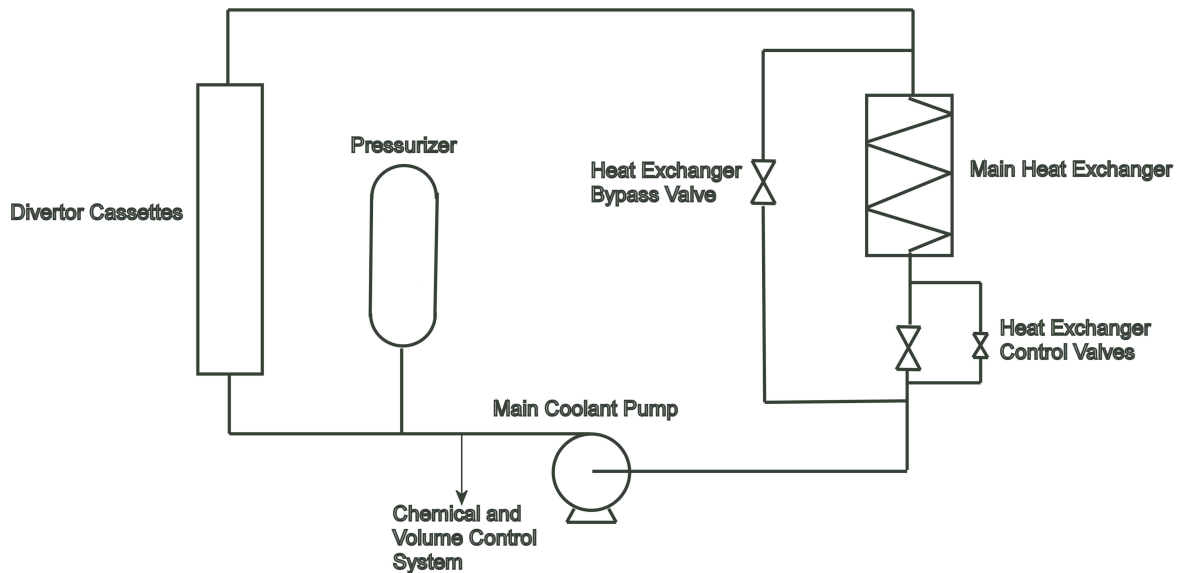 Pressurizer
Heat Exchanger
Bypass Valve
Main Heat Exchanger
Divertor Cassettes
Heat Exchanger
Control Valves
Main Coolant Pump
Chemical and
Volume Control
System